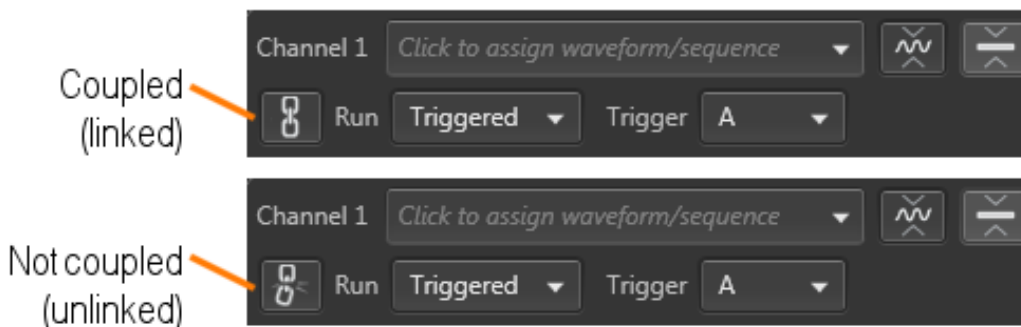 Channel 1 Click to assign waveform/sequence
Coupled
(linked)
Run Triggered Trigger A
Channel 1 Click to assign waveform/sequence
Not coupled
(unlinked)
Run Triggered Trigger A